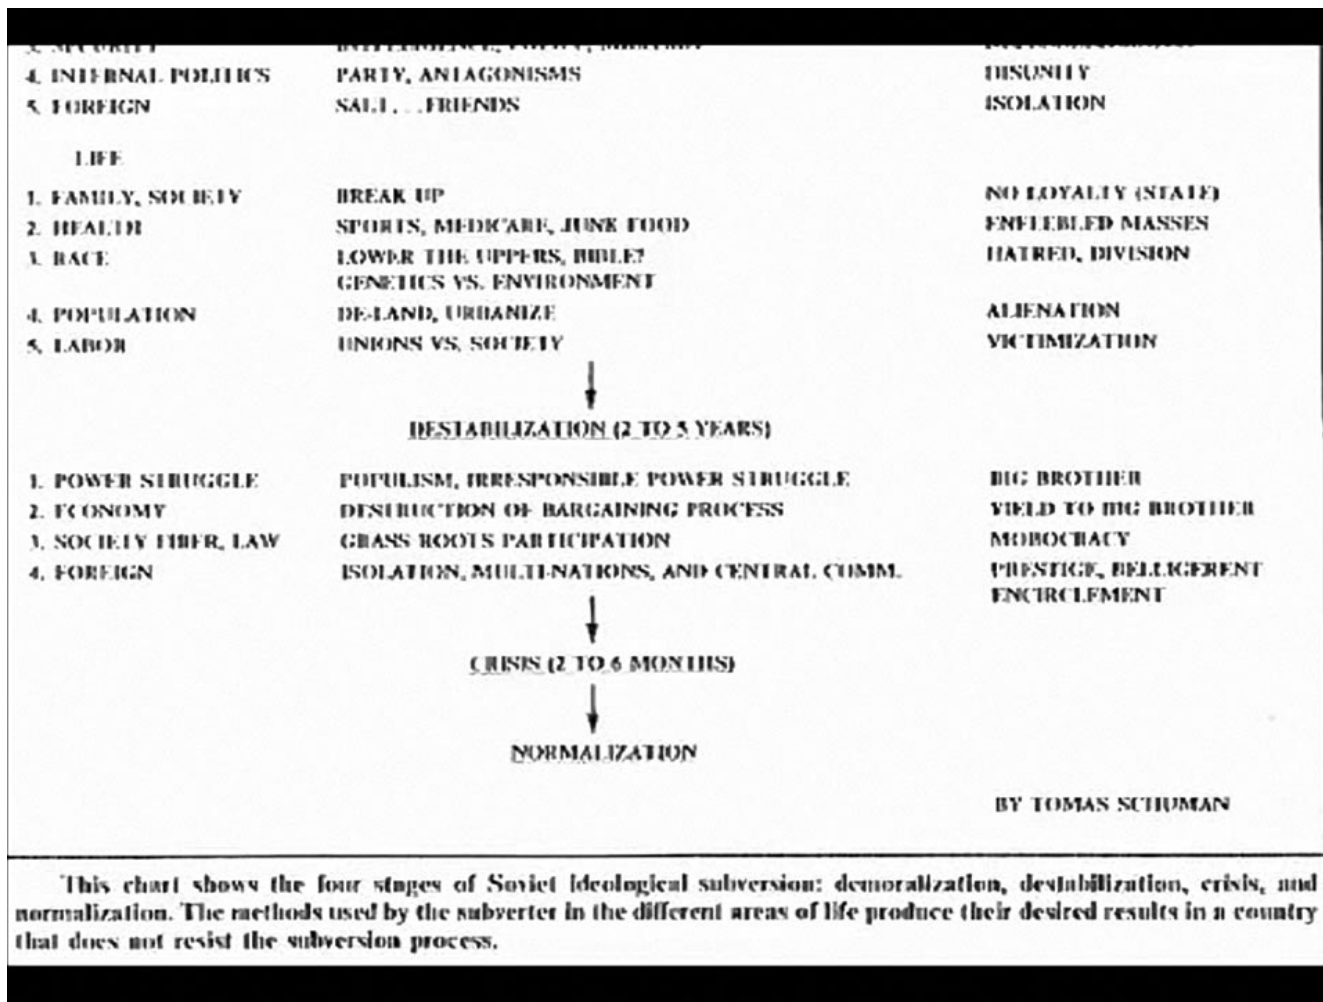 3. SECURITY INTELLIGENCE, POLICE, MILITARY
4. INTERNAL POLITICS PARTY, ANTAGONISMS DISUNITY
5. FOREIGN SALT . . . FRIENDS ISOLATION
LIFE
1. FAMILY, SOCIETY BREAK UP NO LOYALTY (STATE)
2. HEALTH SPORTS, MEDICARE, JUNK FOOD ENFEEBLED MASSES
3. RACE LOWER THE UPPERS, BIBLE? HATRED, DIVISION
GENETICS VS. ENVIRONMENT
4. POPULATION DE-LAND, URBANIZE ALIENATION
5. LABOR UNIONS VS. SOCIETY VICTIMIZATION
DESTABILIZATION (2 TO 5 YEARS)
1. POWER STRUGGLE POPULISM, IRRESPONSIBLE POWER STRUGGLE BIG BROTHER
2. ECONOMY DESTRUCTION OF BARGAINING PROCESS YIELD TO BIG BROTHER
3. SOCIETY FIBER, LAW GRASS ROOTS PARTICIPATION MOBOCRACY
4. FOREIGN ISOLATION, MULTI-NATIONS, AND CENTRAL COMM. PRESTIGE, BELLIGERENT
ENCIRCLEMENT
CRISIS (2 TO 6 MONTHS)
NORMALIZATION
BY TOMAS SCHUMAN
This chart shows the four stages of Soviet ideological subversion: demoralization, destabilization, crisis, and
normalization. The methods used by the subverter in the different areas of life produce their desired results in a country
that does not resist the subversion process.